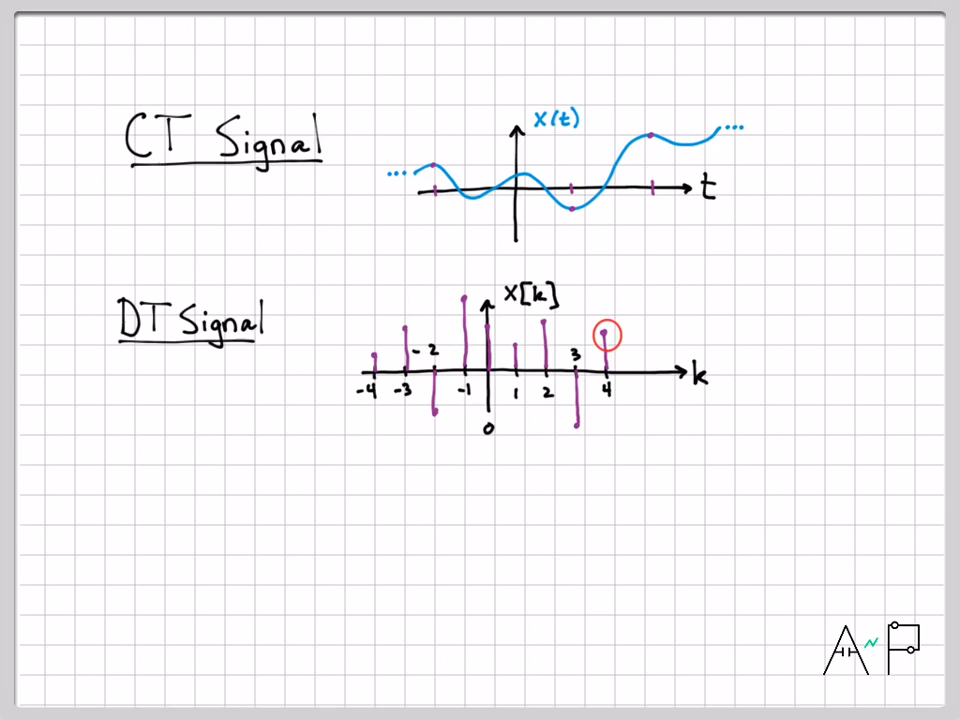 CT Signal
x(t)
...
...
t
DT Signal
x[k]
-2
3
-4 -3 -1 1 2 4
k
0
A P